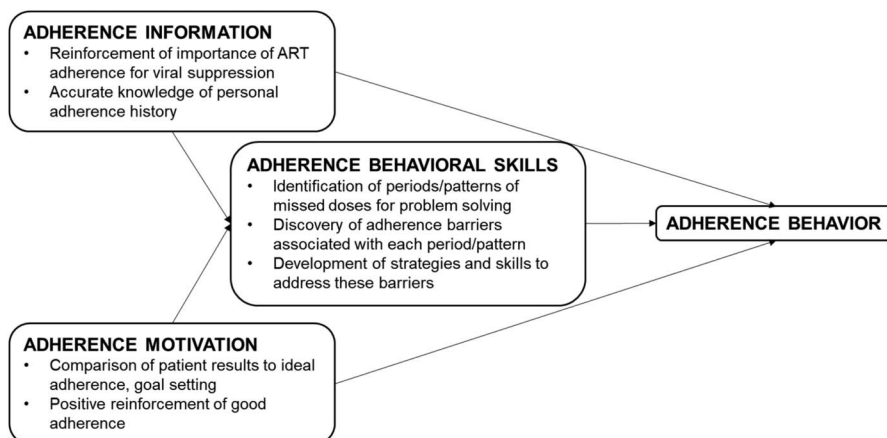 ADHERENCE INFORMATION
• Reinforcement of importance of ART
adherence for viral suppression
• Accurate knowledge of personal
adherence history
ADHERENCE BEHAVIORAL SKILLS
• Identification of periods/patterns of
missed doses for problem solving
• Discovery of adherence barriers
associated with each period/pattern
• Development of strategies and skills to
address these barriers
ADHERENCE BEHAVIOR
ADHERENCE MOTIVATION
• Comparison of patient results to ideal
adherence, goal setting
• Positive reinforcement of good
adherence